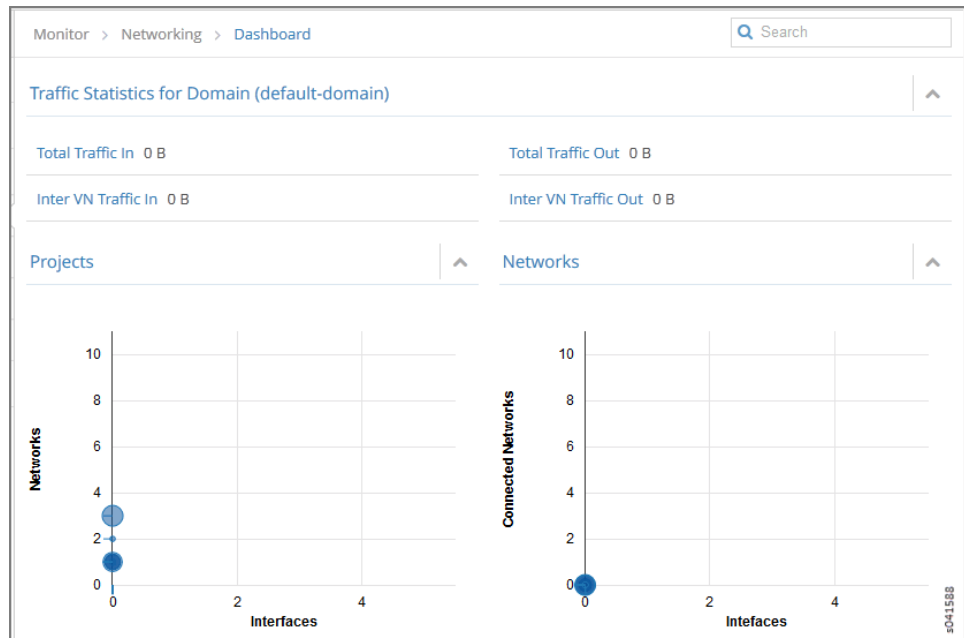 Monitor > Networking > Dashboard
Search
Traffic Statistics for Domain (default-domain)
Total Traffic In 0 B
Total Traffic Out 0 B
Inter VN Traffic In 0 B
Inter VN Traffic Out 0 B
Projects
Networks
10
8
6
4
2
0
Networks
0 2 4
Interfaces
10
8
6
4
2
0
Connected Networks
0 2 4
Intefaces
s041588